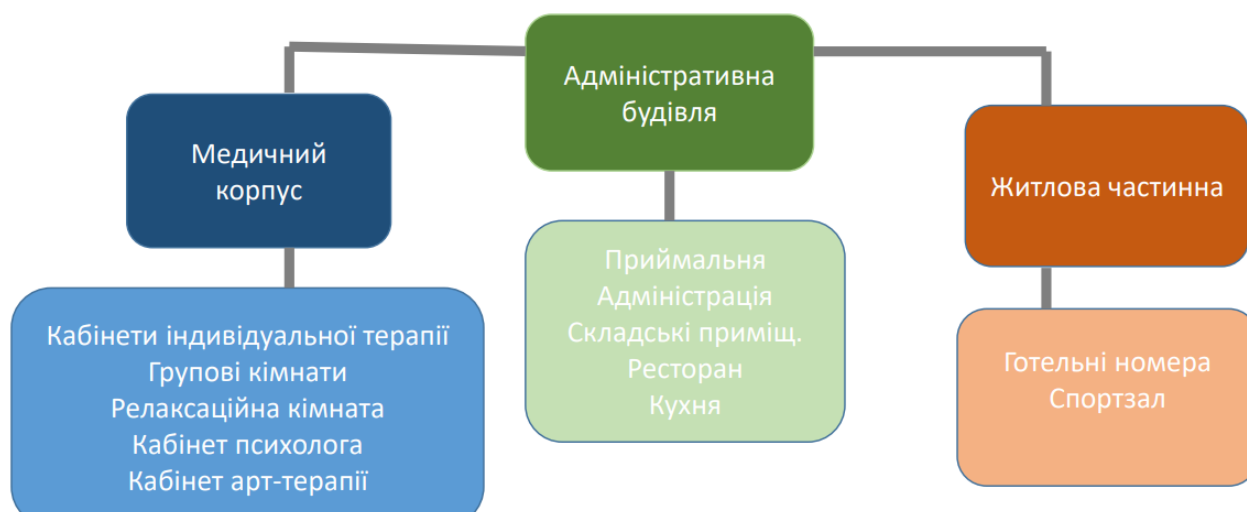 Адміністративна
будівля
Медичний
корпус
Житлова частинна
Приймальня
Адміністрація
Складські приміщ.
Ресторан
Кухня
Кабінети індивідуальної терапії
Групові кімнати
Релаксаційна кімната
Кабінет психолога
Кабінет арт-терапії
Готельні номера
Спортзал